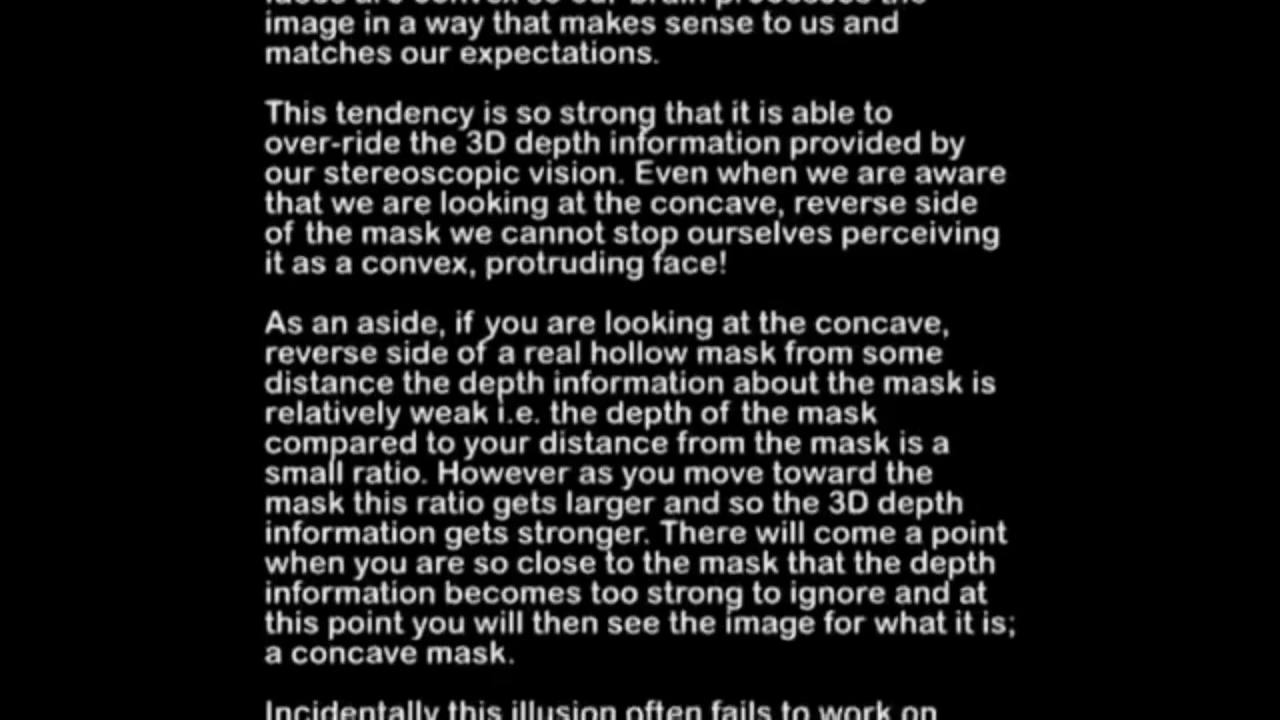 image in a way that makes sense to us and
matches our expectations.
This tendency is so strong that it is able to
over-ride the 3D depth information provided by
our stereoscopic vision. Even when we are aware
that we are looking at the concave, reverse side
of the mask we cannot stop ourselves perceiving
it as a convex, protruding face!
As an aside, if you are looking at the concave,
reverse side of a real hollow mask from some
distance the depth information about the mask is
relatively weak i.e. the depth of the mask
compared to your distance from the mask is a
small ratio. However as you move toward the
mask this ratio gets larger and so the 3D depth
information gets stronger. There will come a point
when you are so close to the mask that the depth
information becomes too strong to ignore and at
this point you will then see the image for what it is;
a concave mask.
Incidentally this illusion often fails to work on